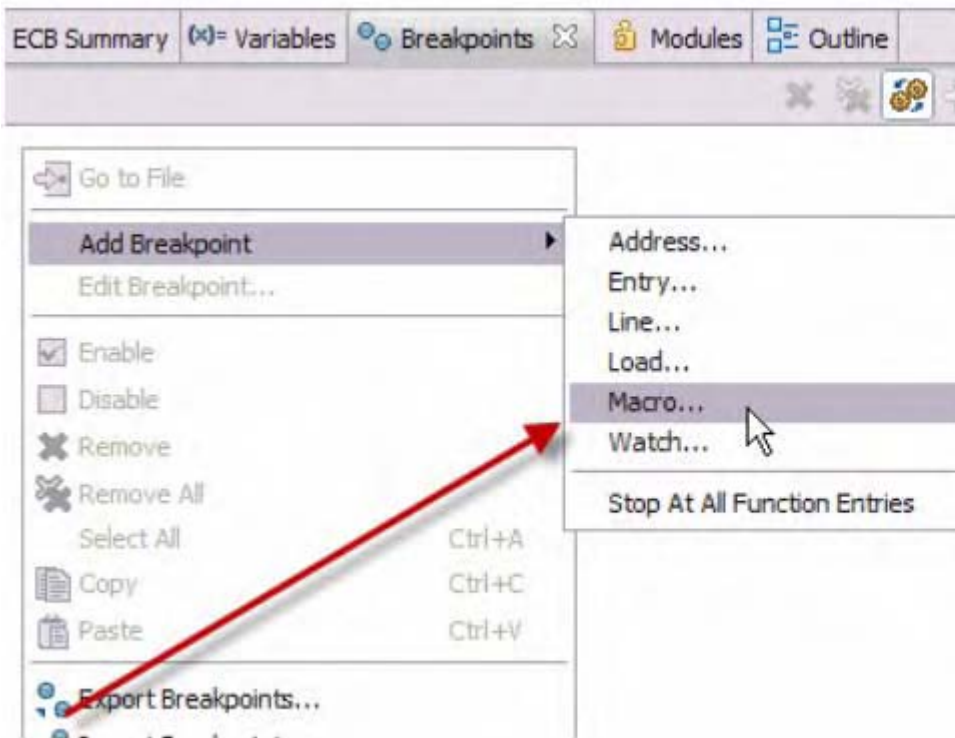 ECB Summary (x)= Variables Breakpoints Modules Outline
Go to File
Add Breakpoint
Edit Breakpoint...
Enable
Disable
Remove
Remove All
Select All Ctrl+A
Copy Ctrl+C
Paste Ctrl+V
Export Breakpoints...
Address...
Entry...
Line...
Load...
Macro...
Watch...
Stop At All Function Entries